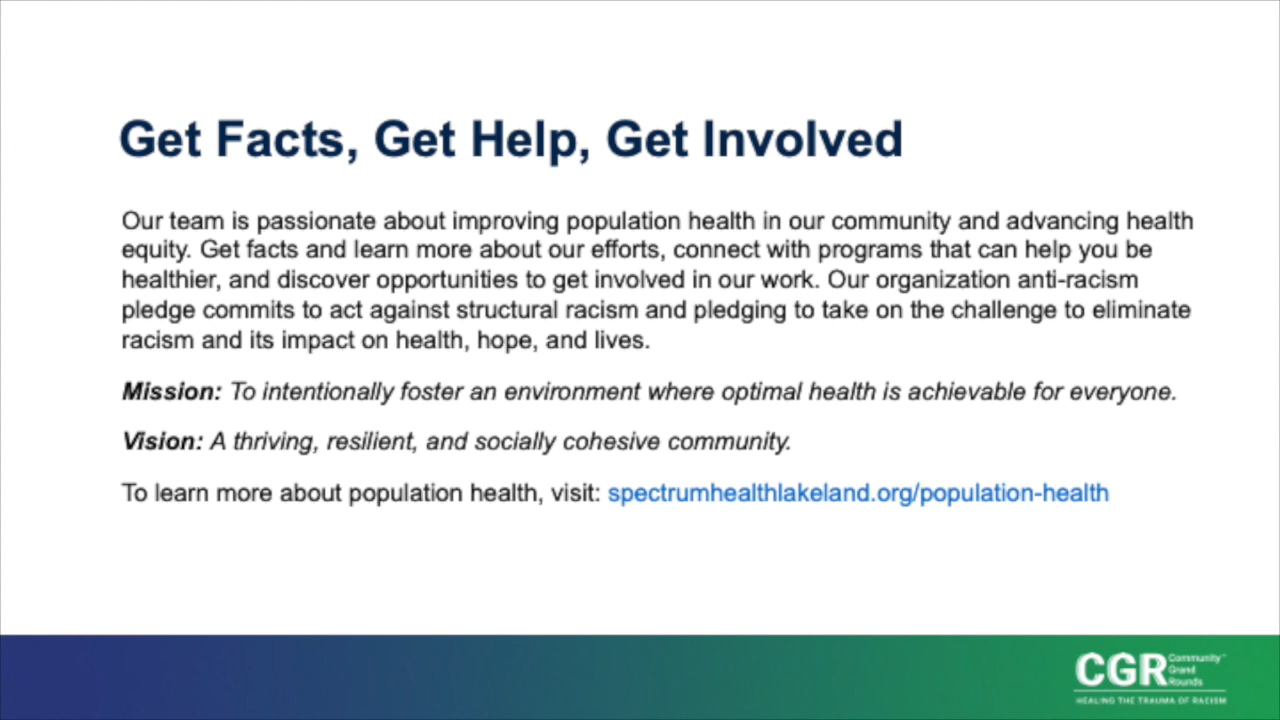 Get Facts, Get Help, Get Involved
Our team is passionate about improving population health in our community and advancing health
equity. Get facts and learn more about our efforts, connect with programs that can help you be
healthier, and discover opportunities to get involved in our work. Our organization anti-racism
pledge commits to act against structural racism and pledging to take on the challenge to eliminate
racism and its impact on health, hope, and lives.
Mission: To intentionally foster an environment where optimal health is achievable for everyone.
Vision: A thriving, resilient, and socially cohesive community.
To learn more about population health, visit: spectrumhealthlakeland.org/population-health
CGR
Community™
Grand
Rounds
HEALING THE TRAUMA OF RACISM